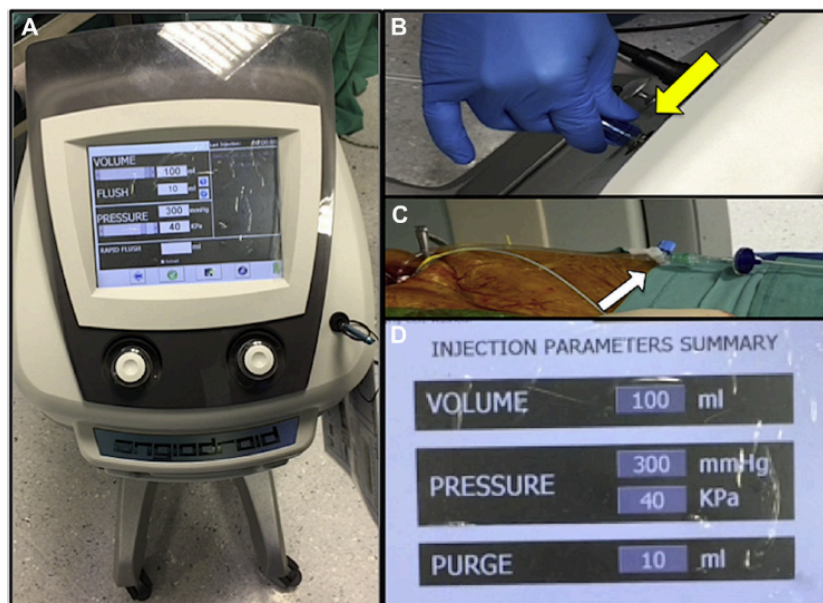 A
VOLUME
100 ml
FLUSH
10 ml
PRESSURE
300 mmHg
40 KPa
RAPID FLUSH ml
angiodroid
B
C
D
INJECTION PARAMETERS SUMMARY
VOLUME 100 ml
PRESSURE
300 mmHg
40 KPa
PURGE 10 ml